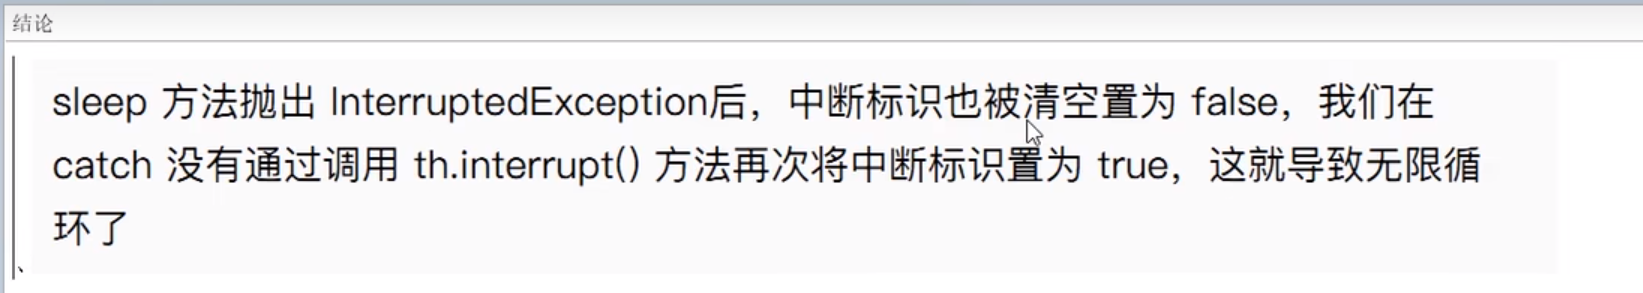 结论
sleep 方法抛出 InterruptedException后，中断标识也被清空置为 false，我们在
catch 没有通过调用 th.interrupt() 方法再次将中断标识置为 true，这就导致无限循
环了
、